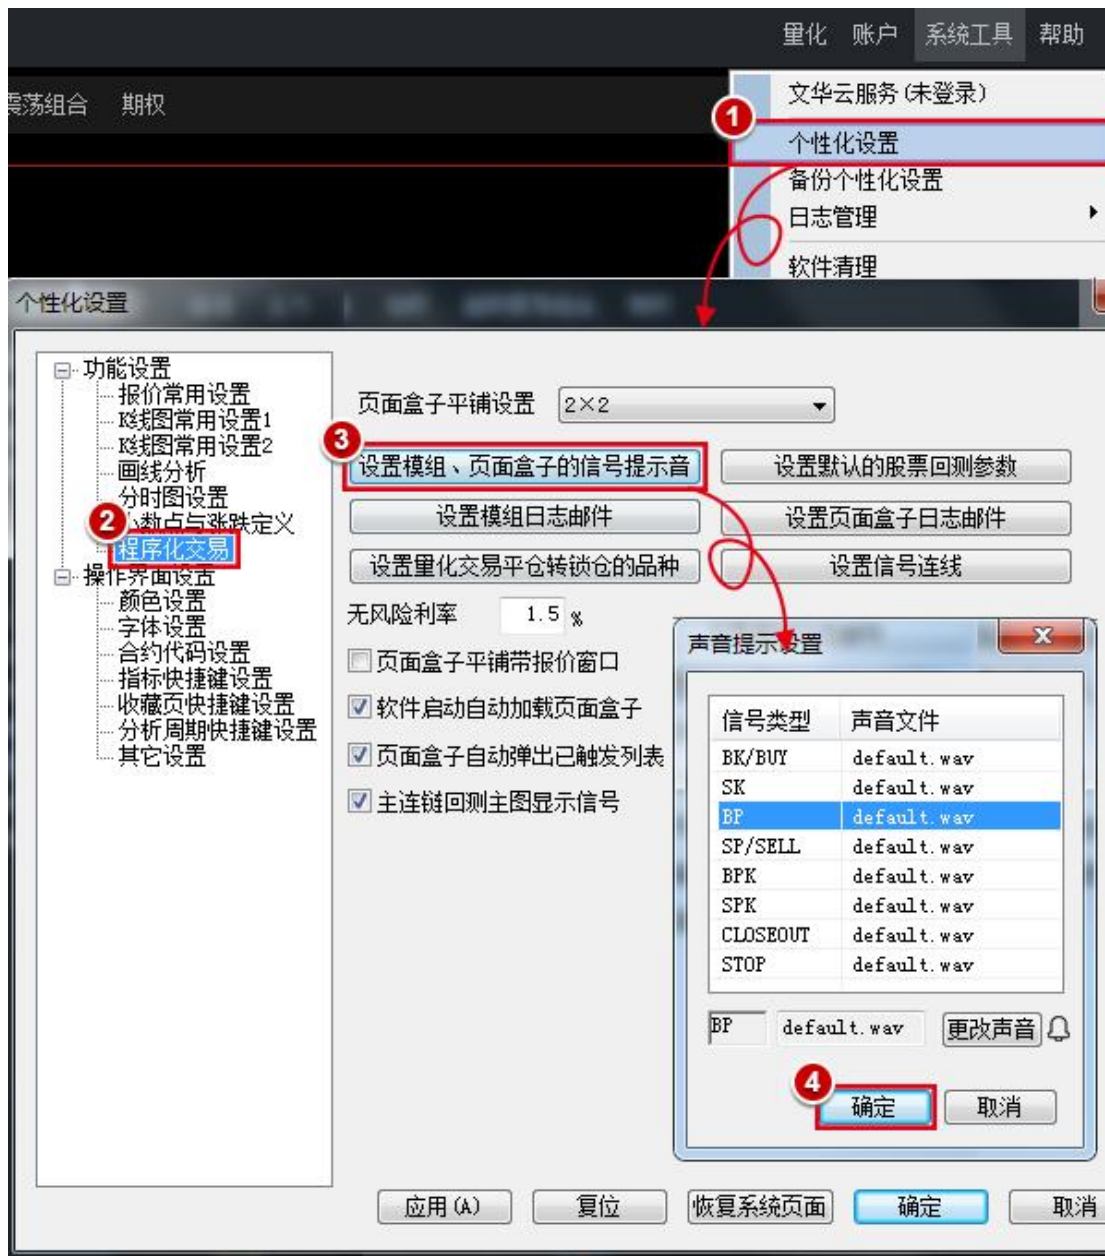 量化 账户 系统工具 帮助
震荡组合 期权
文华云服务(未登录)
1
个性化设置
备份个性化设置
日志管理
软件清理
个性化设置
功能设置
报价常用设置
K线图常用设置1
K线图常用设置2
画线分析
分时图设置
2
小数点与涨跌定义
程序化交易
操作界面设置
颜色设置
字体设置
合约代码设置
指标快捷键设置
收藏页快捷键设置
分析周期快捷键设置
其它设置
页面盒子平铺设置 2×2
3
设置模组、页面盒子的信号提示音 设置默认的股票回测参数
设置模组日志邮件 设置页面盒子日志邮件
设置量化交易平仓转锁仓的品种 设置信号连线
无风险利率 1.5 %
页面盒子平铺带报价窗口
软件启动自动加载页面盒子
页面盒子自动弹出已触发列表
主连链回测主图显示信号
声音提示设置
信号类型 声音文件
BK/BUY default.wav
SK default.wav
BP default.wav
SP/SELL default.wav
BPK default.wav
SPK default.wav
CLOSEOUT default.wav
STOP default.wav
BP default.wav 更改声音
4
确定 取消
应用(A) 复位 恢复系统页面 确定 取消